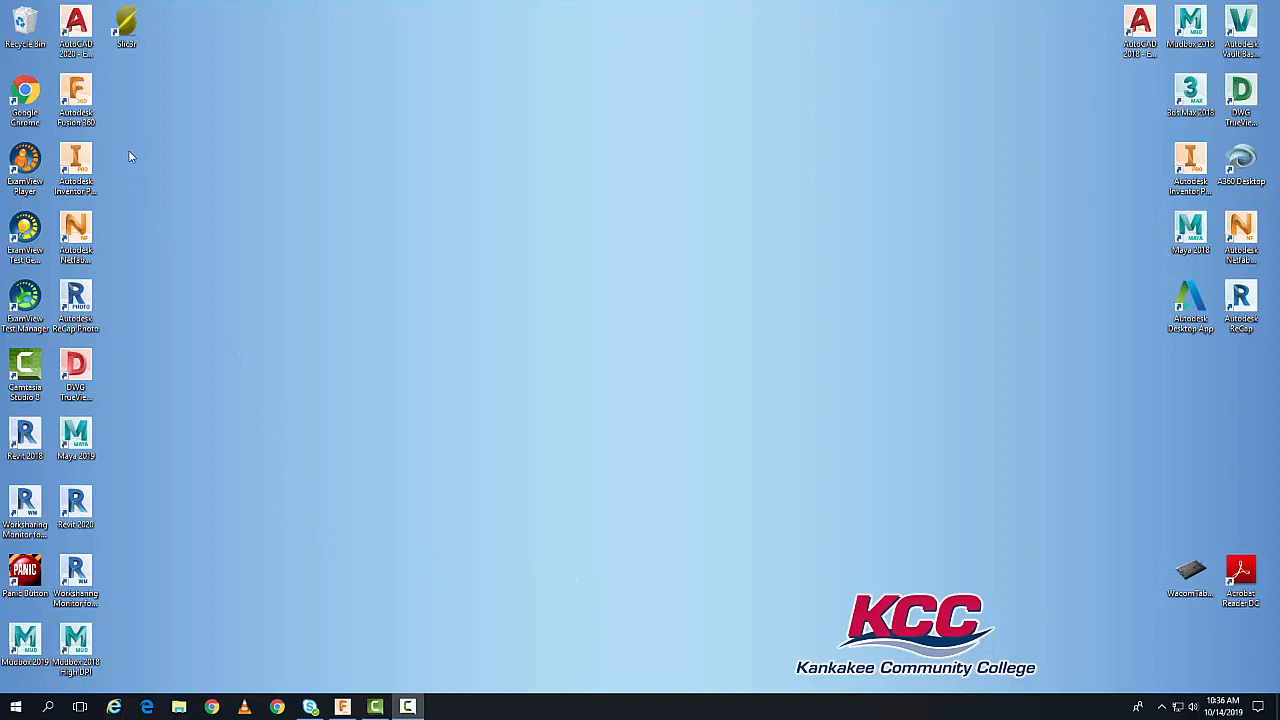 Recycle Bin
AutoCAD
2020 - E...
Slic3r
Google
Chrome
Autodesk
Fusion 360
ExamView
Player
Autodesk
Inventor P...
ExamView
Test Ge...
Autodesk
Netfab...
ExamView
Test Manager
Autodesk
ReCap Photo
Camtasia
Studio 8
DWG
TrueVie...
Revit 2018
Maya 2019
Worksharing
Monitor fo...
Revit 2020
PANIC
Panic Button
Worksharing
Monitor fo...
Mudbox 2019
Mudbox 2018
High DPI
AutoCAD
2018 - E...
Mudbox 2018
Autodesk
Vault Bas...
3ds Max 2018
DWG
TrueVie...
Autodesk
Inventor P...
A360 Desktop
Maya 2018
Autodesk
Netfab...
Autodesk
Desktop App
Autodesk
ReCap
WacomTab...
Acrobat
Reader DC
KCC
Kankakee Community College
10:36 AM
10/14/2019